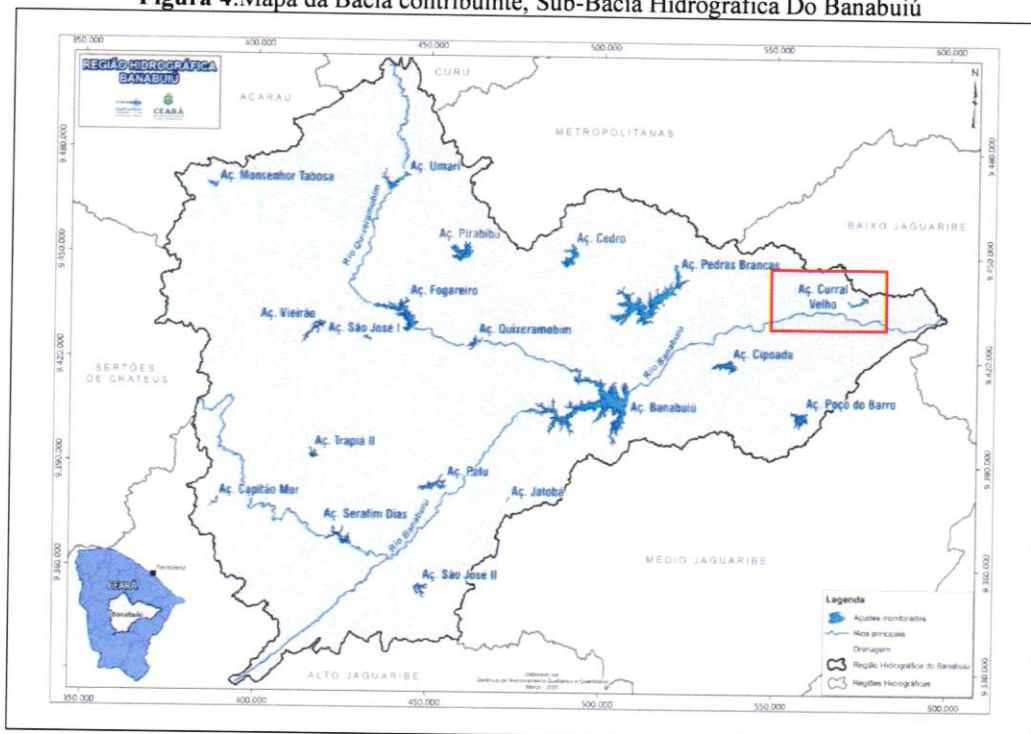 Figura 4:Mapa da Bacia contribuinte, Sub-Bacia Hidrográfica Do Banabuiú
350.000
400.000
450.000
500.000
550.000
600.000
REGIÃO HIDROGRÁFICA
BANABUIÚ
CEARÁ
ACARAÚ
CURU
METROPOLITANAS
N
9.480.000
9.480.000
Aç. Monsenhor Tabosa
Aç. Umari
Rio Quixeramobim
BAIXO JAGUARIBE
9.450.000
9.450.000
Aç. Pirabibu
Aç. Cedro
Aç. Pedras Brancas
Aç. Curral
Velho
Aç. Fogareiro
Aç. Vieirão
Aç. São José I
Aç. Quixeramobim
Rio Banabuiú
9.420.000
9.420.000
SERTÕES
DE CRATEÚS
Aç. Cipoada
Aç. Banabuiú
Aç. Poço do Barro
Aç. Trapiá II
9.390.000
9.390.000
Aç. Capitão Mor
Aç. Patu
Aç. Jatobá
Aç. Serafim Dias
Rio Banabuiú
MÉDIO JAGUARIBE
9.360.000
9.360.000
Aç. São José II
Fortaleza
CEARÁ
Banabuiú
Legenda
Açudes monitorados
Rios principais
Drenagem
Região Hidrográfica do Banabuiú
Regiões Hidrográficas
ALTO JAGUARIBE
9.330.000
350.000
400.000
450.000
500.000
550.000
600.000